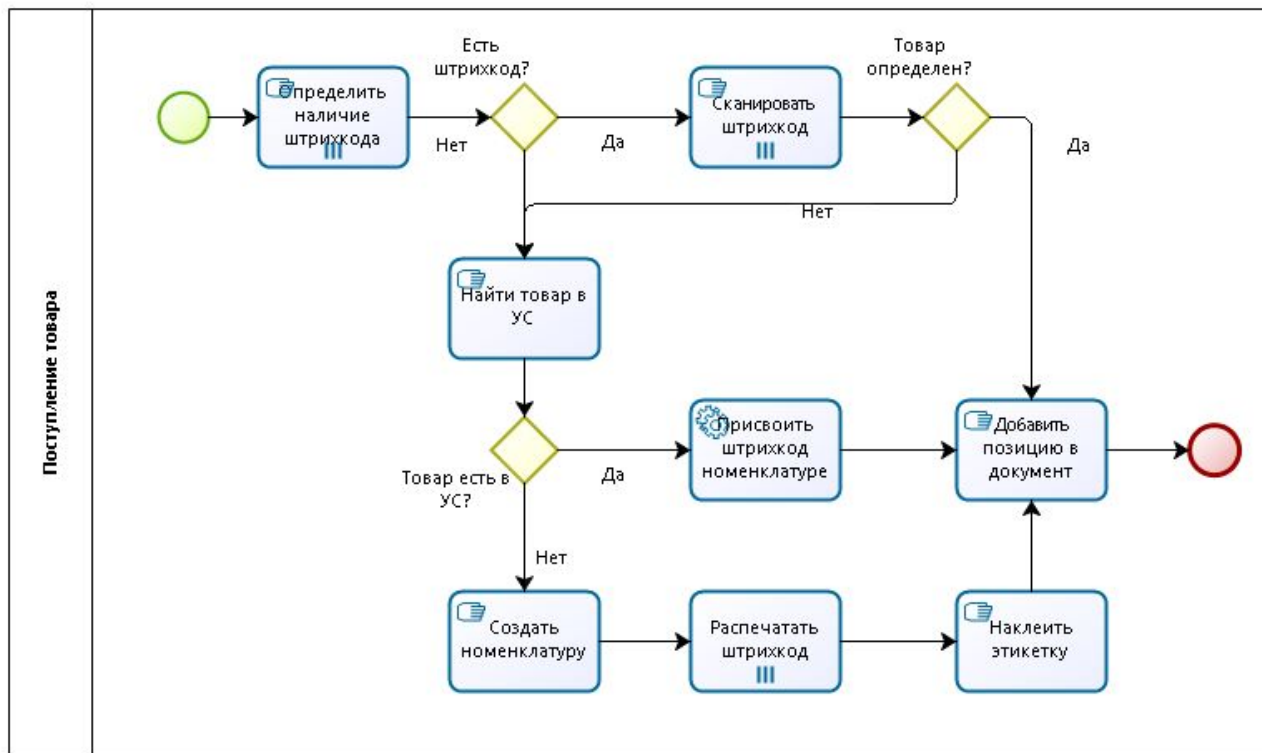 Поступление товара
Есть
штрихкод?
Товар
определен?
Определить
наличие
штрихкода
Нет
Да
Сканировать
штрихкод
Да
Нет
Найти товар в
УС
Товар есть в
УС?
Да
Присвоить
штрихкод
номенклатуре
Добавить
позицию в
документ
Нет
Создать
номенклатуру
Распечатать
штрихкод
Наклеить
этикетку